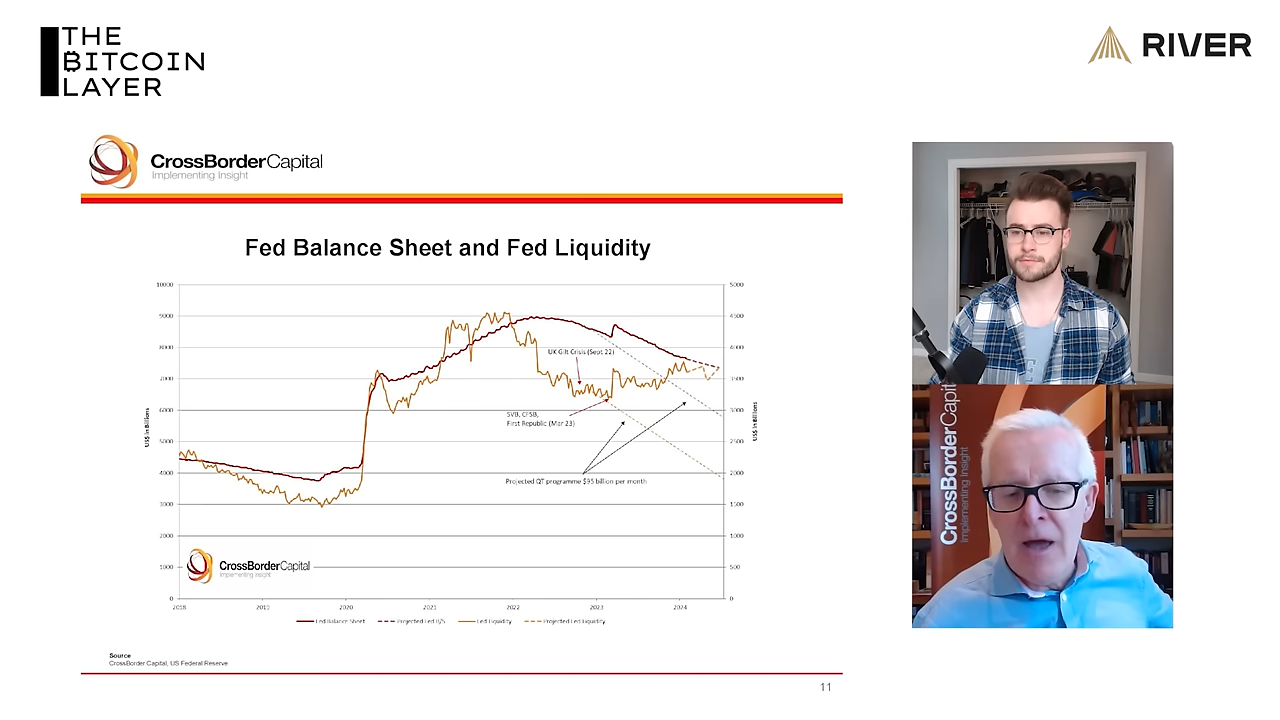 THE
BITCOIN
LAYER
RIVER
CrossBorderCapital
Implementing Insight
Fed Balance Sheet and Fed Liquidity
10000
9000
8000
7000
6000
5000
4000
3000
2000
1000
0
US$ in Billions
5000
4500
4000
3500
3000
2500
2000
1500
1000
500
0
US$ in Billions
UK Gilt Crisis (Sept 22)
SVB, CFSB,
First Republic (Mar 23)
Projected QT programme $95 billion per month
CrossBorderCapital
Implementing Insight
2018 2019 2020 2021 2022 2023 2024
Fed Balance Sheet Projected Fed B/S Fed Liquidity Projected Fed Liquidity
Source
CrossBorder Capital, US Federal Reserve
11
CrossBorderCapit
Implementing Insight